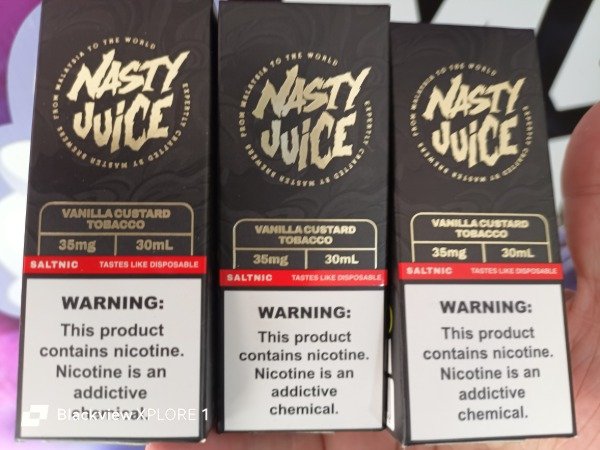 FROM MALAYSIA TO THE WORLD
NASTY
JUICE
EXPERTLY CRAFTED BY MASTER BREWERS
VANILLA CUSTARD
TOBACCO
35mg 30mL
SALTNIC TASTES LIKE DISPOSABLE
WARNING:
This product
contains nicotine.
Nicotine is an
addictive
chemical.
FROM MALAYSIA TO THE WORLD
NASTY
JUICE
EXPERTLY CRAFTED BY MASTER BREWERS
VANILLA CUSTARD
TOBACCO
35mg 30mL
SALTNIC TASTES LIKE DISPOSABLE
WARNING:
This product
contains nicotine.
Nicotine is an
addictive
chemical.
FROM MALAYSIA TO THE WORLD
NASTY
JUICE
EXPERTLY CRAFTED BY MASTER BREWERS
VANILLA CUSTARD
TOBACCO
35mg 30mL
SALTNIC TASTES LIKE DISPOSABLE
WARNING:
This product
contains nicotine.
Nicotine is an
addictive
chemical.
Blackview XPLORE 1